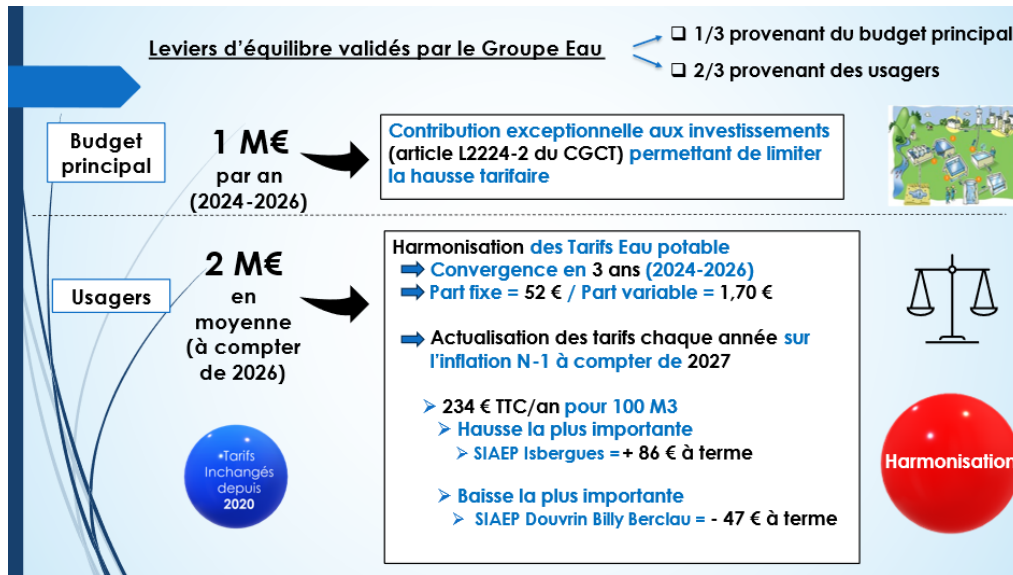 Leviers d'équilibre validés par le Groupe Eau
❑ 1/3 provenant du budget principal
❑ 2/3 provenant des usagers
Budget
principal
1 M€
par an
(2024-2026)
Contribution exceptionnelle aux investissements
(article L2224-2 du CGCT) permettant de limiter
la hausse tarifaire
Usagers
2 M€
en
moyenne
(à compter
de 2026)
Harmonisation des Tarifs Eau potable
Convergence en 3 ans (2024-2026)
Part fixe = 52 € / Part variable = 1,70 €
Actualisation des tarifs chaque année sur
l'inflation N-1 à compter de 2027
234 € TTC/an pour 100 M3
Hausse la plus importante
SIAEP Isbergues = + 86 € à terme
Baisse la plus importante
SIAEP Douvrin Billy Berclau = - 47 € à terme
•Tarifs
Inchangés
depuis
2020
Harmonisation